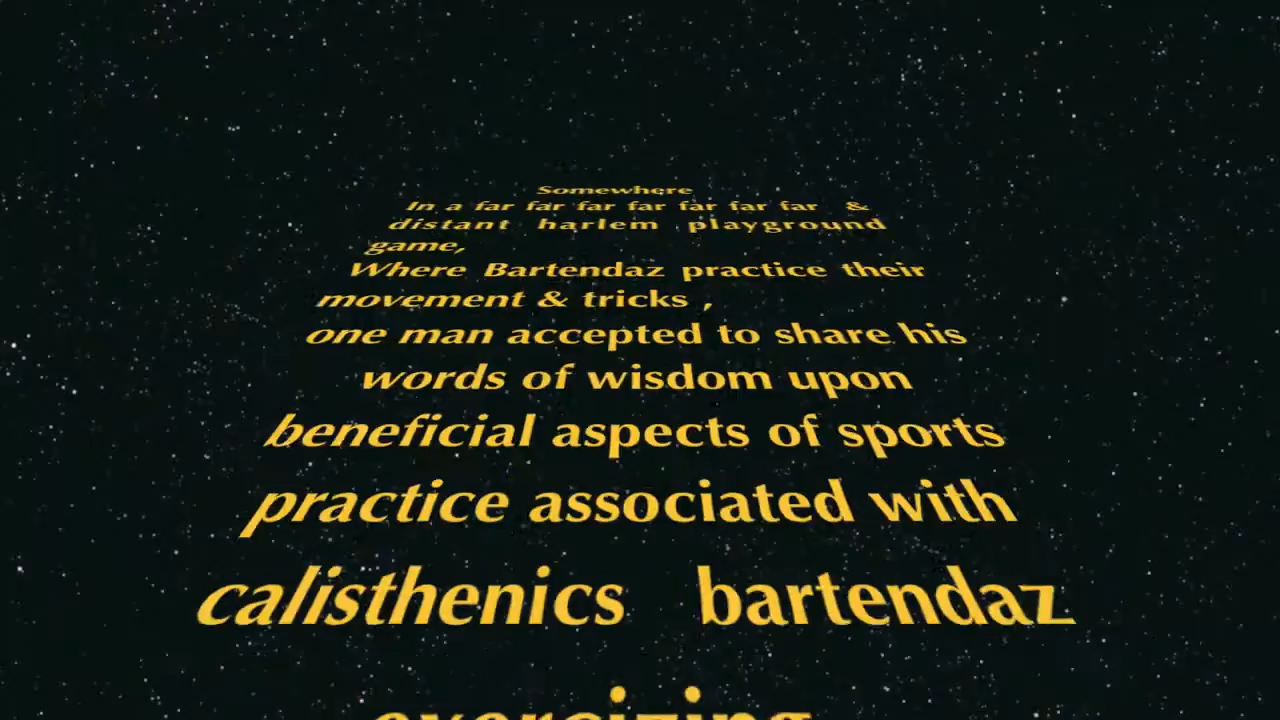 Somewhere
In a far far far far far far far &
distant harlem playground
game,
Where Bartendaz practice their
movement & tricks ,
one man accepted to share his
words of wisdom upon
beneficial aspects of sports
practice associated with
calisthenics bartendaz
exercizing